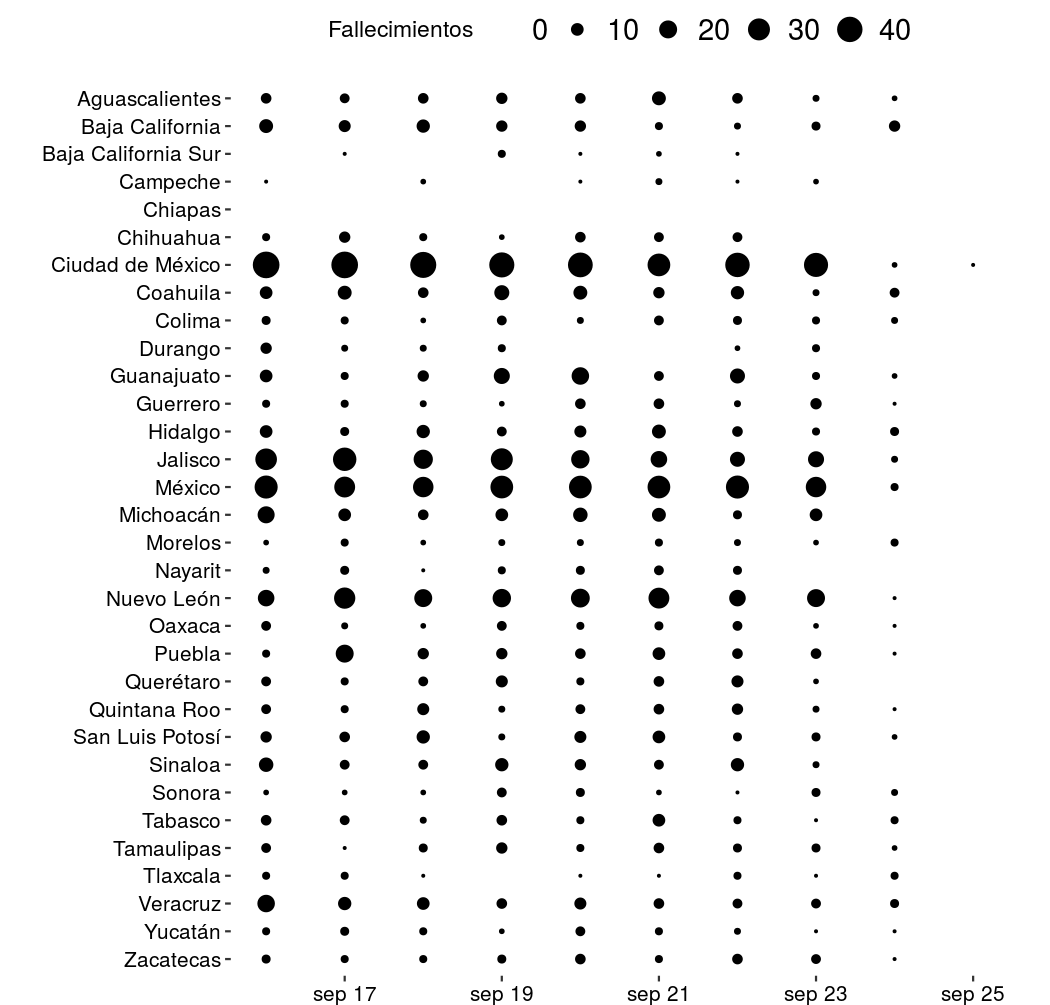 Fallecimientos 0 10 20 30 40
Aguascalientes
Baja California
Baja California Sur
Campeche
Chiapas
Chihuahua
Ciudad de México
Coahuila
Colima
Durango
Guanajuato
Guerrero
Hidalgo
Jalisco
México
Michoacán
Morelos
Nayarit
Nuevo León
Oaxaca
Puebla
Querétaro
Quintana Roo
San Luis Potosí
Sinaloa
Sonora
Tabasco
Tamaulipas
Tlaxcala
Veracruz
Yucatán
Zacatecas
sep 17 sep 19 sep 21 sep 23 sep 25